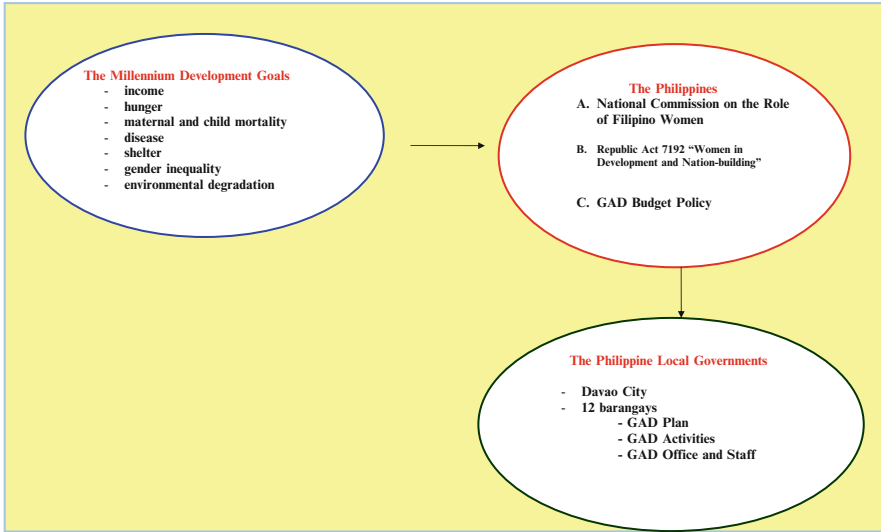 The Millennium Development Goals
- income
- hunger
- maternal and child mortality
- disease
- shelter
- gender inequality
- environmental degradation
The Philippines
A. National Commission on the Role
of Filipino Women
B. Republic Act 7192 “Women in
Development and Nation-building”
C. GAD Budget Policy
The Philippine Local Governments
- Davao City
- 12 barangays
- GAD Plan
- GAD Activities
- GAD Office and Staff